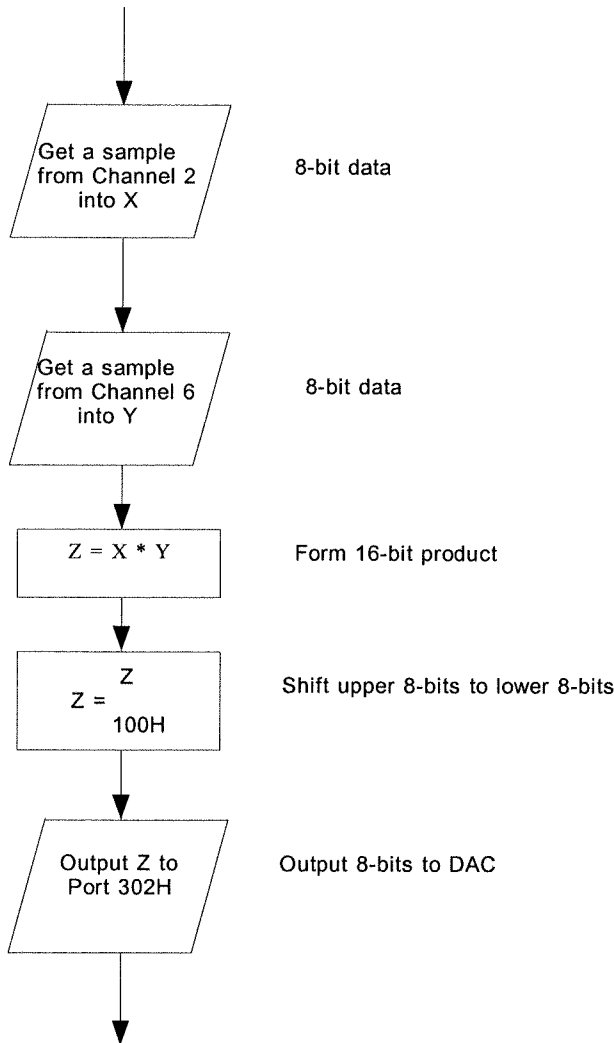 Get a sample
from Channel 2
into X
8-bit data
Get a sample
from Channel 6
into Y
8-bit data
Z = X * Y
Form 16-bit product
Z
Z =
100H
Shift upper 8-bits to lower 8-bits
Output Z to
Port 302H
Output 8-bits to DAC